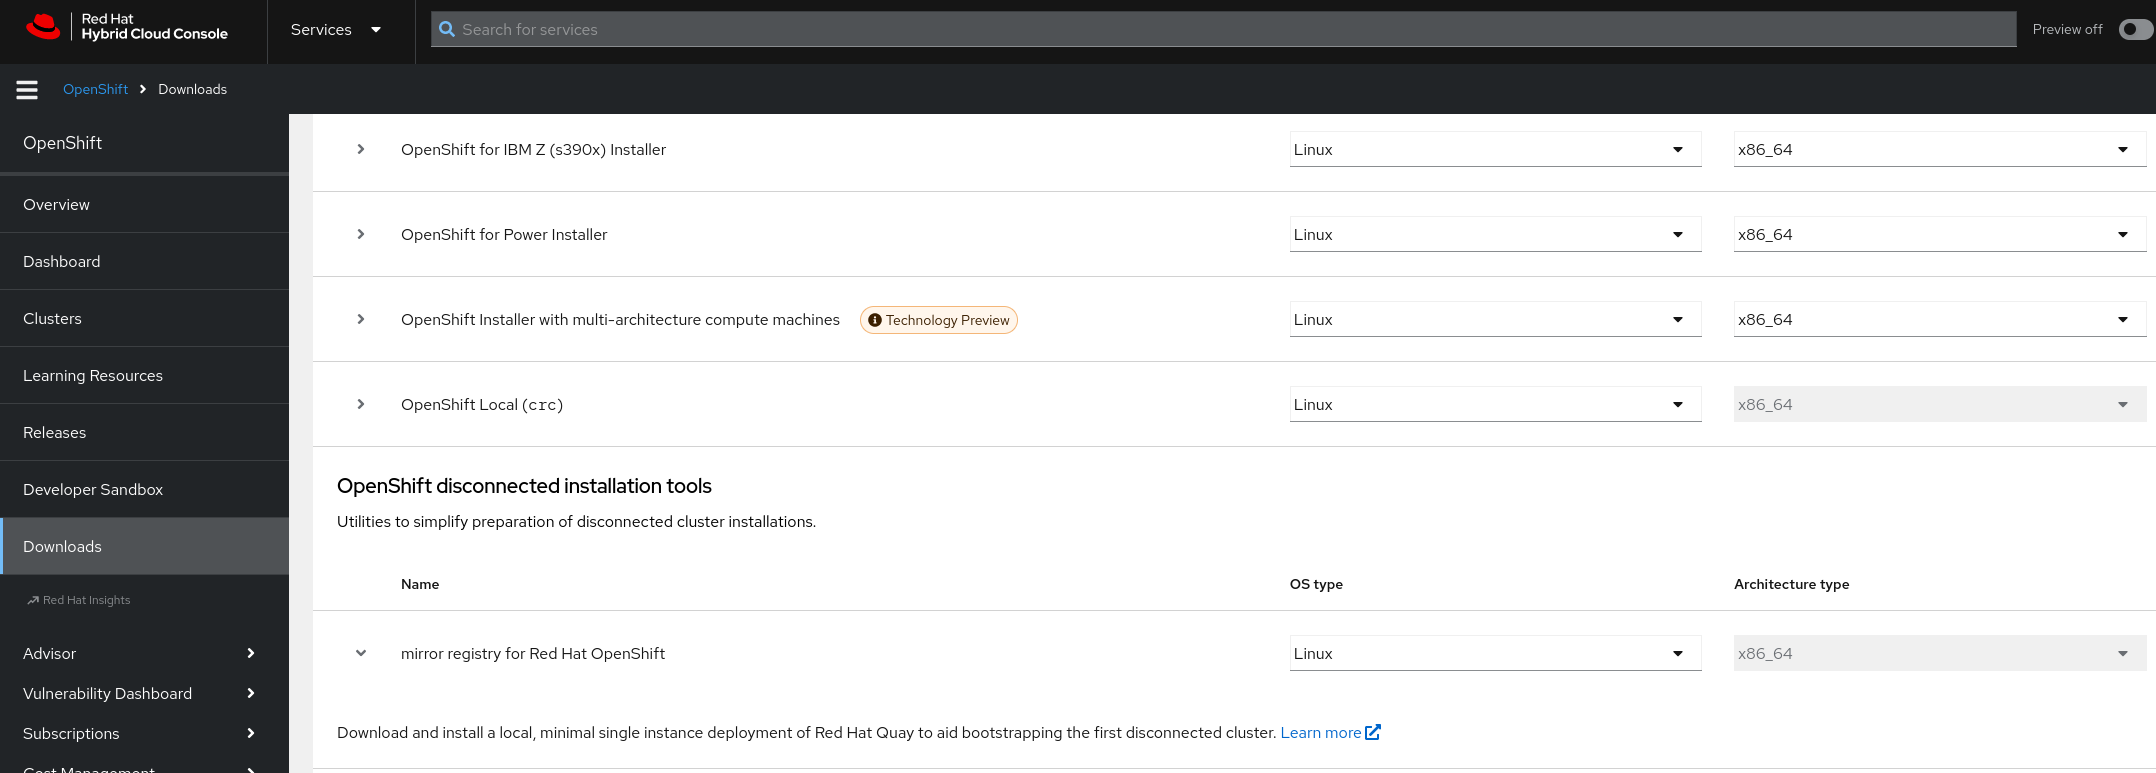 Red Hat
Hybrid Cloud Console
Services
Search for services
Preview off
OpenShift
Downloads
OpenShift
Overview
Dashboard
Clusters
Learning Resources
Releases
Developer Sandbox
Downloads
Red Hat Insights
Advisor
Vulnerability Dashboard
Subscriptions
Cost Management
OpenShift for IBM Z (s390x) Installer Linux x86_64
OpenShift for Power Installer Linux x86_64
OpenShift Installer with multi-architecture compute machines Technology Preview Linux x86_64
OpenShift Local (crc) Linux x86_64
OpenShift disconnected installation tools
Utilities to simplify preparation of disconnected cluster installations.
Name OS type Architecture type
mirror registry for Red Hat OpenShift Linux x86_64
Download and install a local, minimal single instance deployment of Red Hat Quay to aid bootstrapping the first disconnected cluster. Learn more